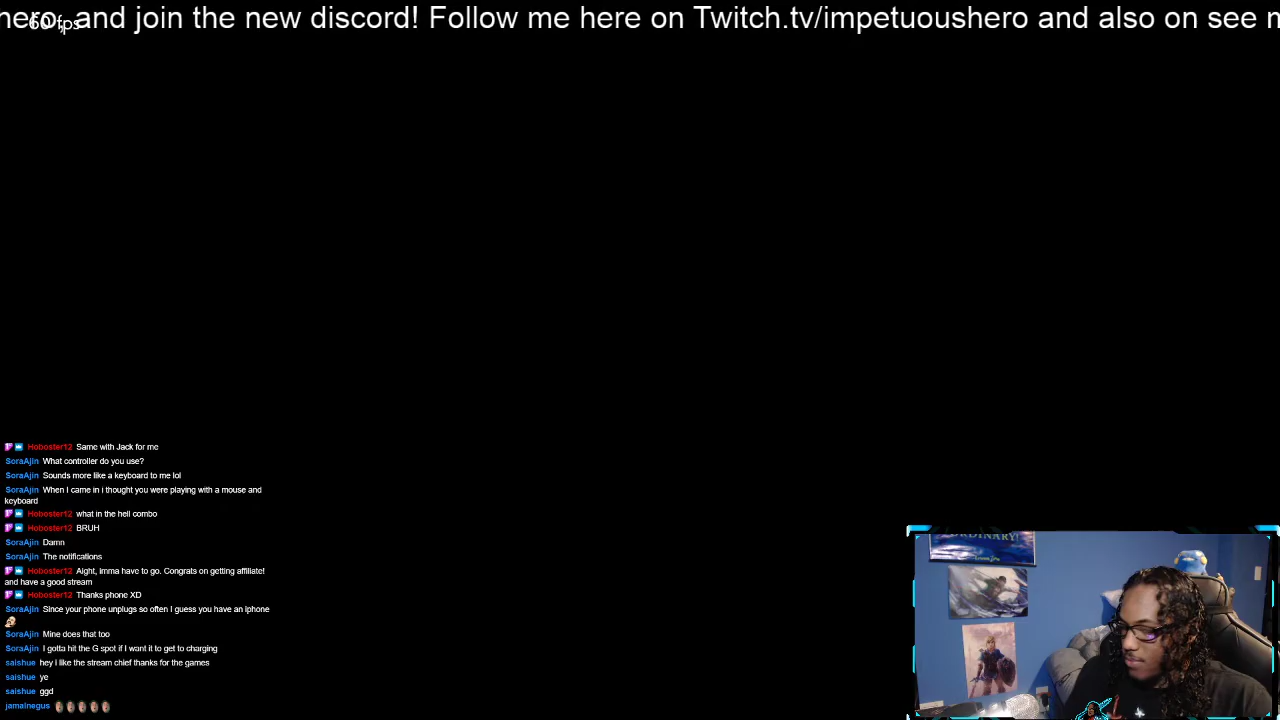 hero, and join the new discord! Follow me here on Twitch.tv/impetuoushero and also on see m
60 fps
Hoboster12 Same with Jack for me
SoraAjin What controller do you use?
SoraAjin Sounds more like a keyboard to me lol
SoraAjin When I came in i thought you were playing with a mouse and
keyboard
Hoboster12 what in the hell combo
Hoboster12 BRUH
SoraAjin Damn
SoraAjin The notifications
Hoboster12 Aight, imma have to go. Congrats on getting affiliate!
and have a good stream
Hoboster12 Thanks phone XD
SoraAjin Since your phone unplugs so often I guess you have an iphone
SoraAjin Mine does that too
SoraAjin I gotta hit the G spot if I want it to get to charging
saishue hey i like the stream chief thanks for the games
saishue ye
saishue ggd
jamalnegus
ORDINARY!